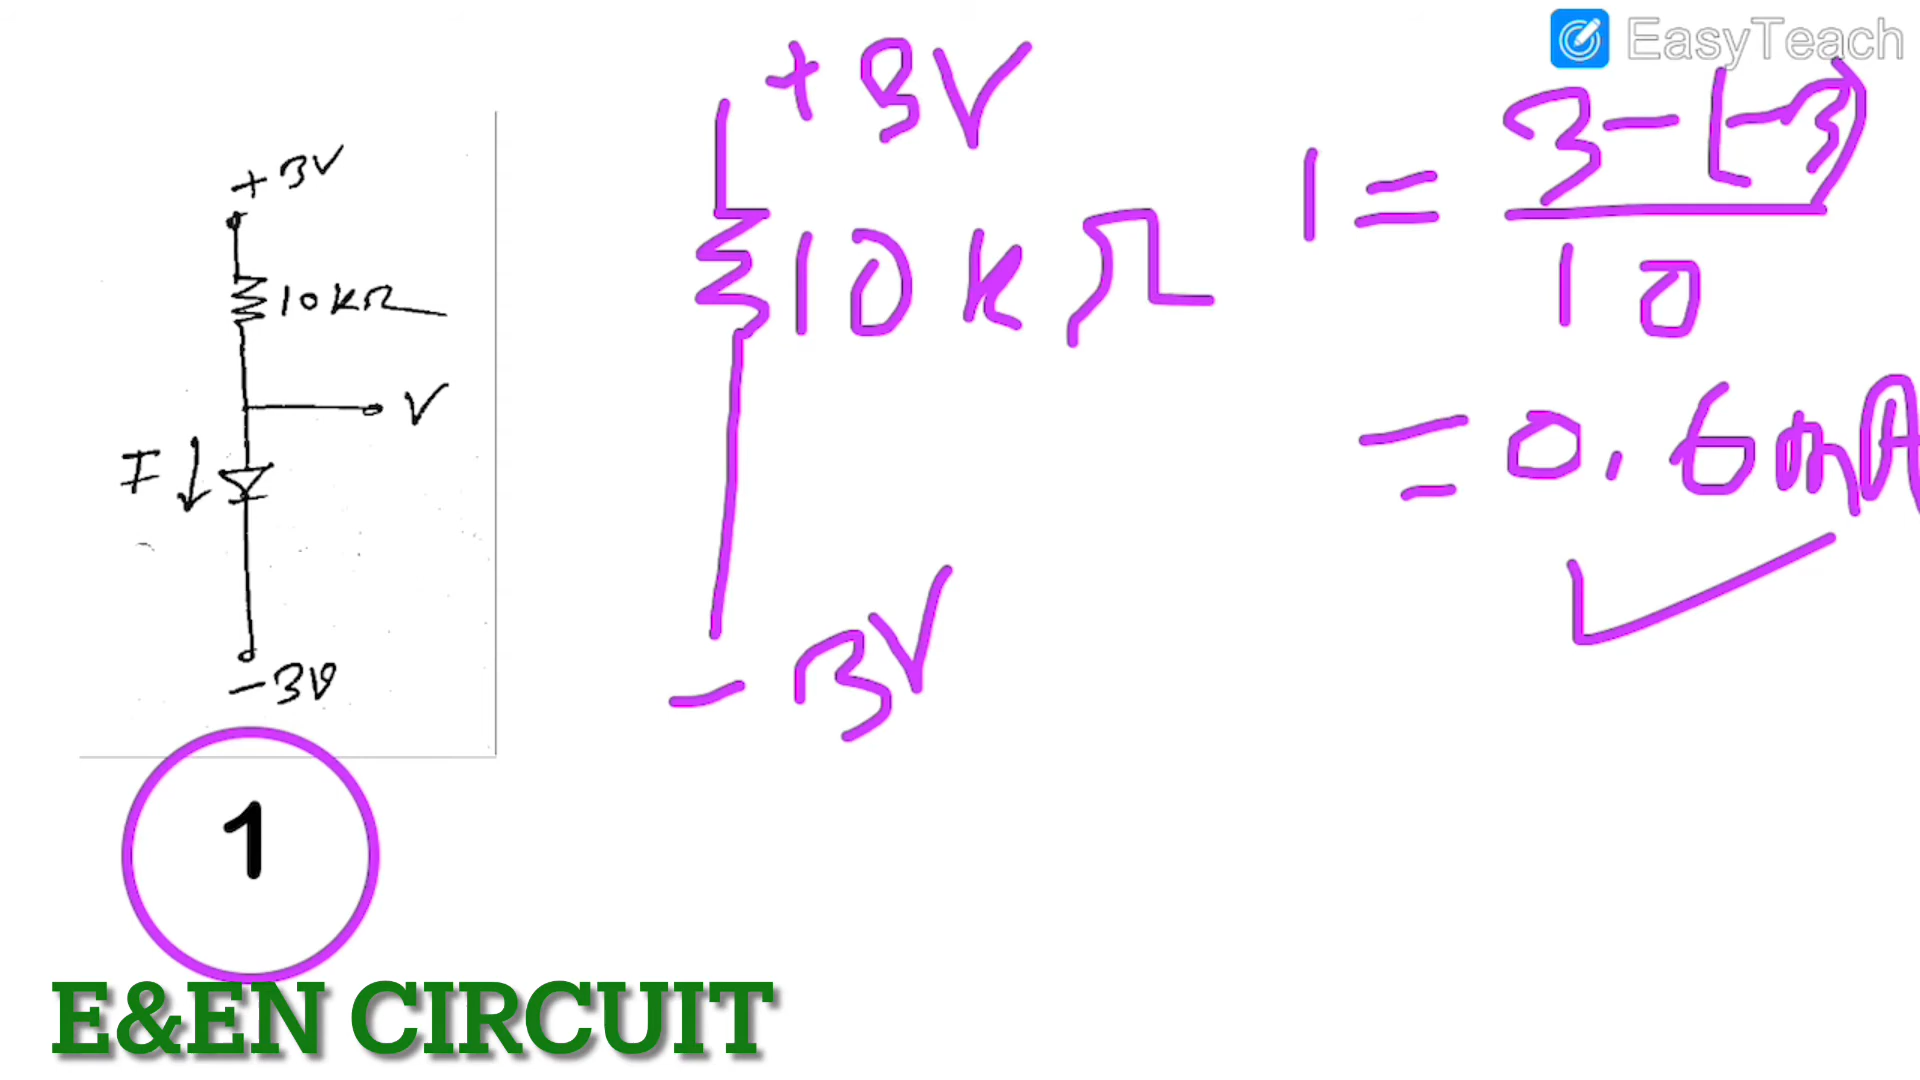 EasyTeach
+3V
10KΩ
V
I
-3V
+3V
10KΩ
-3V
I = 3-(-3)
10
= 0.6mA
1
E&EN CIRCUIT